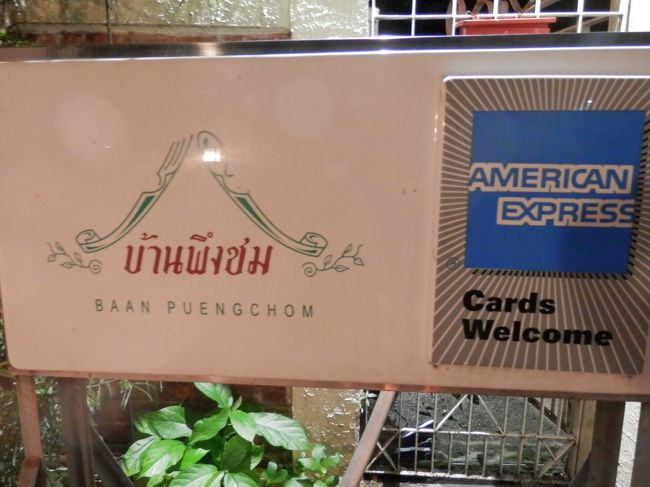 บ้านพึงชม
BAAN PUENGCHOM
AMERICAN
EXPRESS
Cards
Welcome